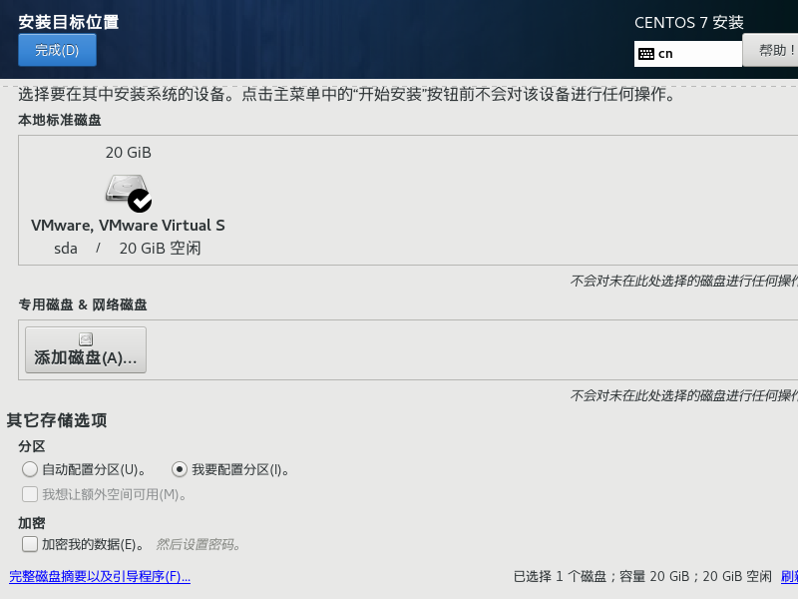 安装目标位置
CENTOS 7 安装
完成(D)
cn
帮助！
选择要在其中安装系统的设备。点击主菜单中的“开始安装”按钮前不会对该设备进行任何操作。
本地标准磁盘
20 GiB
VMware, VMware Virtual S
sda / 20 GiB 空闲
不会对未在此处选择的磁盘进行任何操作
专用磁盘 & 网络磁盘
添加磁盘(A)...
不会对未在此处选择的磁盘进行任何操作
其它存储选项
分区
自动配置分区(U)。 我要配置分区(I)。
我想让额外空间可用(M)。
加密
加密我的数据(E)。 然后设置密码。
完整磁盘摘要以及引导程序(F)... 已选择 1 个磁盘；容量 20 GiB；20 GiB 空闲 刷新